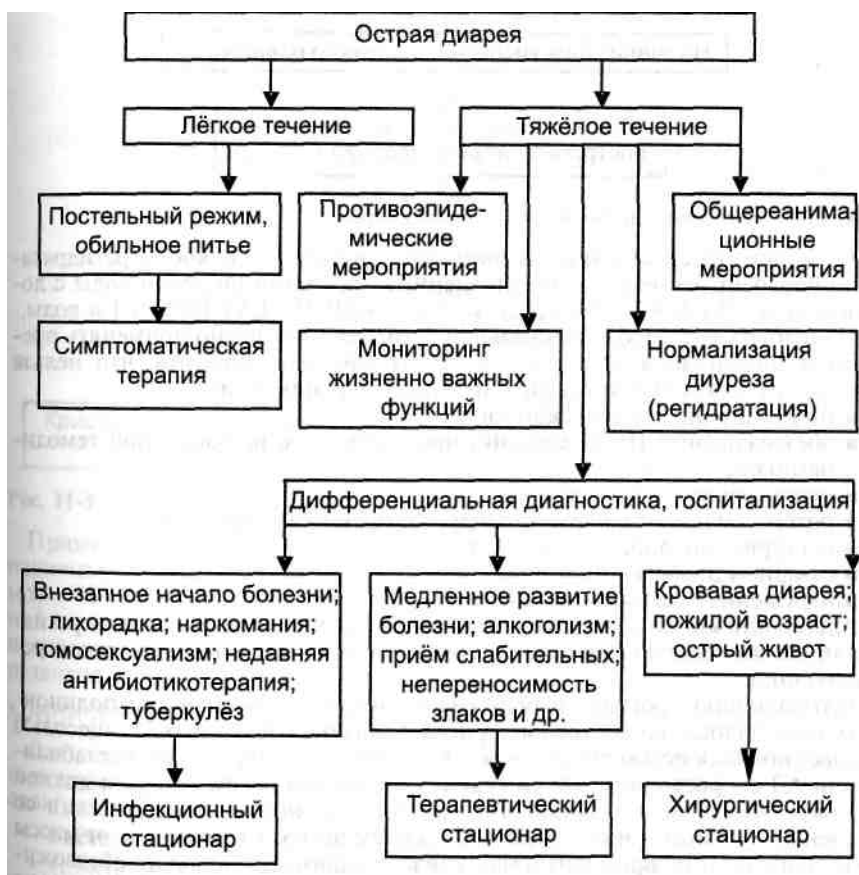 Острая диарея
Лёгкое течение
Тяжёлое течение
Постельный режим,
обильное питье
Противоэпиде-
мические
мероприятия
Общереанима-
ционные
мероприятия
Симптоматическая
терапия
Мониторинг
жизненно важных
функций
Нормализация
диуреза
(регидратация)
Дифференциальная диагностика, госпитализация
Внезапное начало болезни;
лихорадка; наркомания;
гомосексуализм; недавняя
антибиотикотерапия;
туберкулёз
Медленное развитие
болезни; алкоголизм;
приём слабительных;
непереносимость
злаков и др.
Кровавая диарея;
пожилой возраст;
острый живот
Инфекционный
стационар
Терапевтический
стационар
Хирургический
стационар